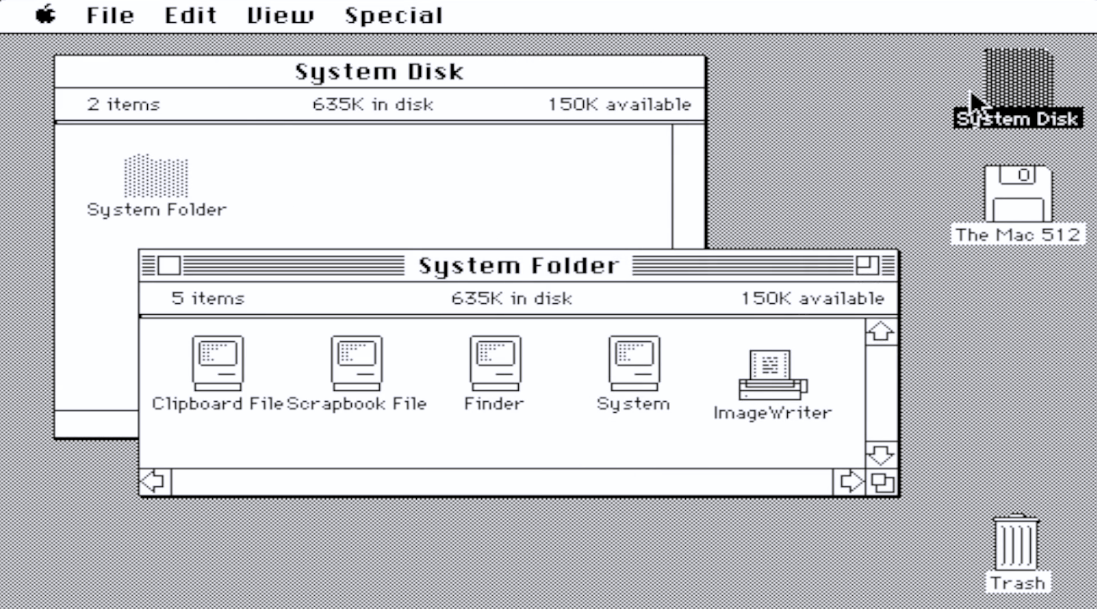 File Edit View Special
System Disk
2 items 635K in disk 150K available
System Folder
System Folder
5 items 635K in disk 150K available
Clipboard File Scrapbook File Finder System ImageWriter
System Disk
The Mac 512
Trash